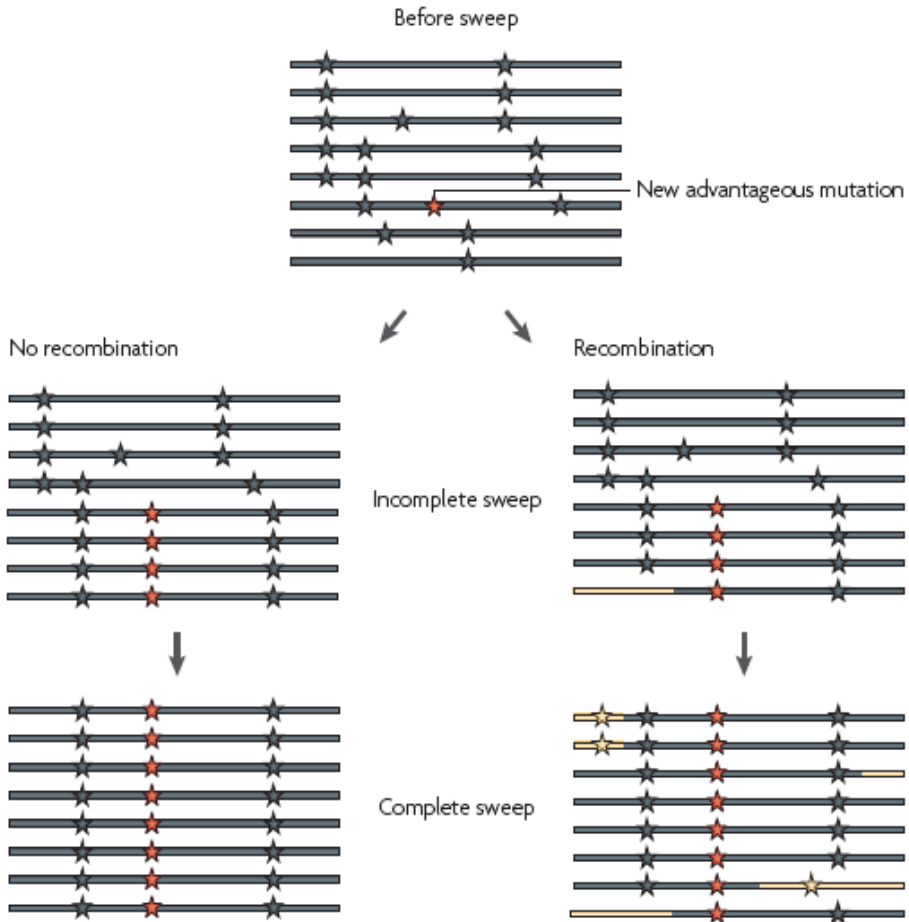 Before sweep
New advantageous mutation
No recombination
Recombination
Incomplete sweep
Complete sweep